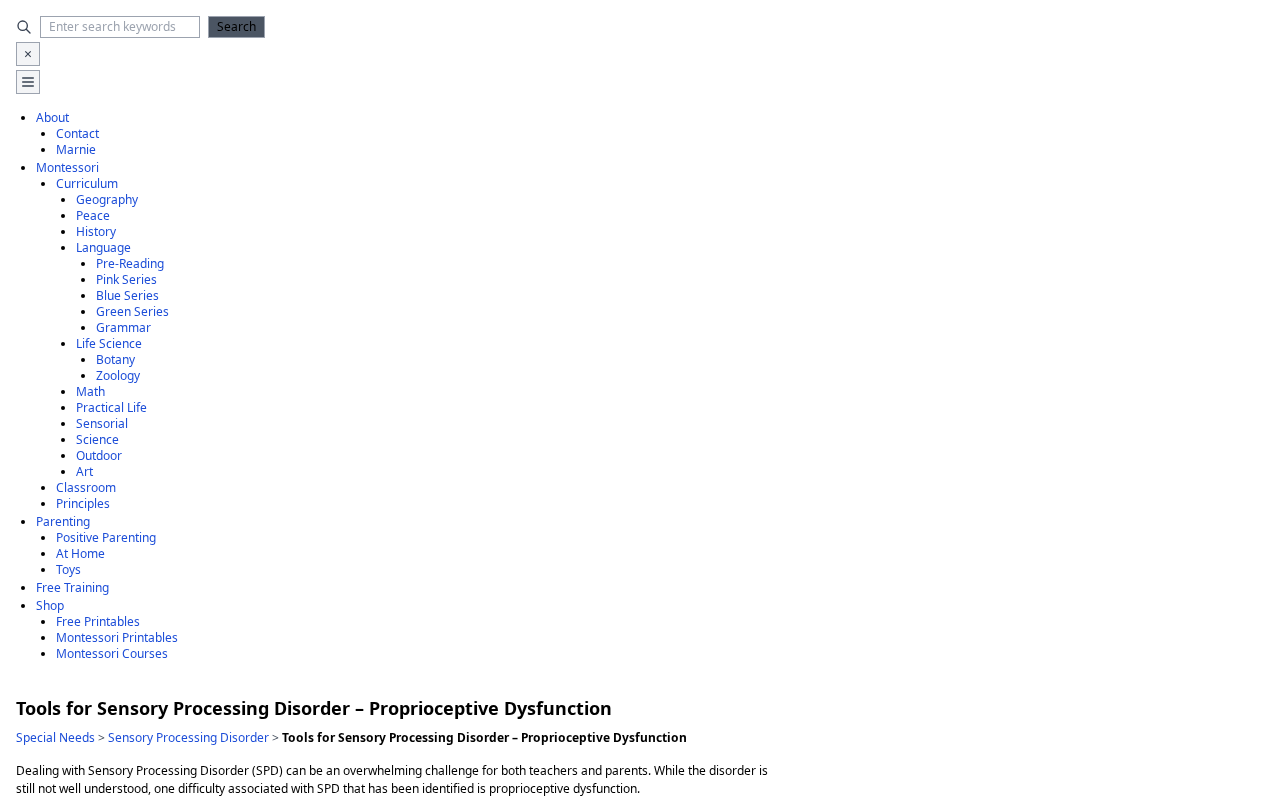 Enter search keywords Search
×
About
Contact
Marnie
Montessori
Curriculum
Geography
Peace
History
Language
Pre-Reading
Pink Series
Blue Series
Green Series
Grammar
Life Science
Botany
Zoology
Math
Practical Life
Sensorial
Science
Outdoor
Art
Classroom
Principles
Parenting
Positive Parenting
At Home
Toys
Free Training
Shop
Free Printables
Montessori Printables
Montessori Courses
Tools for Sensory Processing Disorder – Proprioceptive Dysfunction
Special Needs > Sensory Processing Disorder > Tools for Sensory Processing Disorder – Proprioceptive Dysfunction
Dealing with Sensory Processing Disorder (SPD) can be an overwhelming challenge for both teachers and parents. While the disorder is
still not well understood, one difficulty associated with SPD that has been identified is proprioceptive dysfunction.